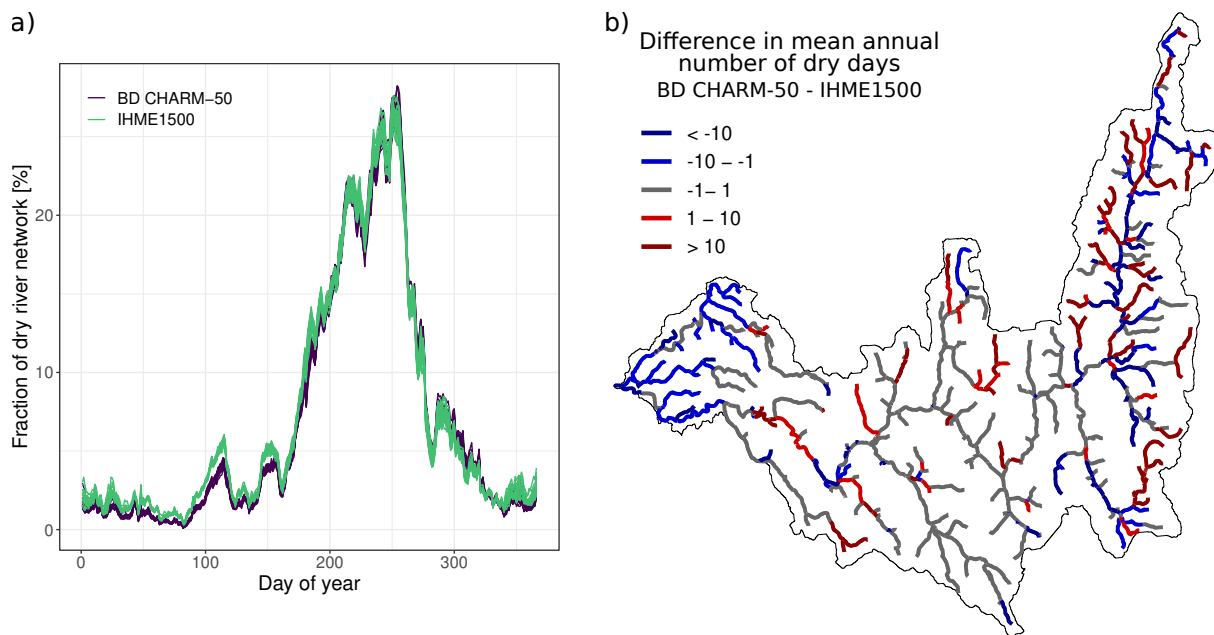 a)
BD CHARM−50
IHME1500
Fraction of dry river network [%]
20
10
0
0 100 200 300
Day of year
b)
Difference in mean annual
number of dry days
BD CHARM-50 - IHME1500
< -10
-10 – -1
-1– 1
1 – 10
> 10